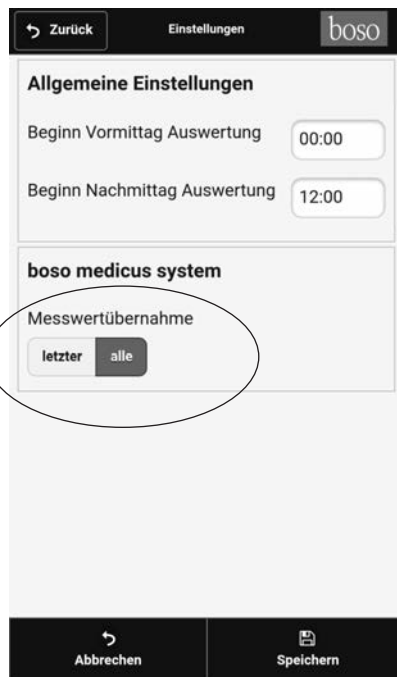 Zurück
Einstellungen
boso
Allgemeine Einstellungen
Beginn Vormittag Auswertung
00:00
Beginn Nachmittag Auswertung
12:00
boso medicus system
Messwertübernahme
letzter alle
Abbrechen
Speichern